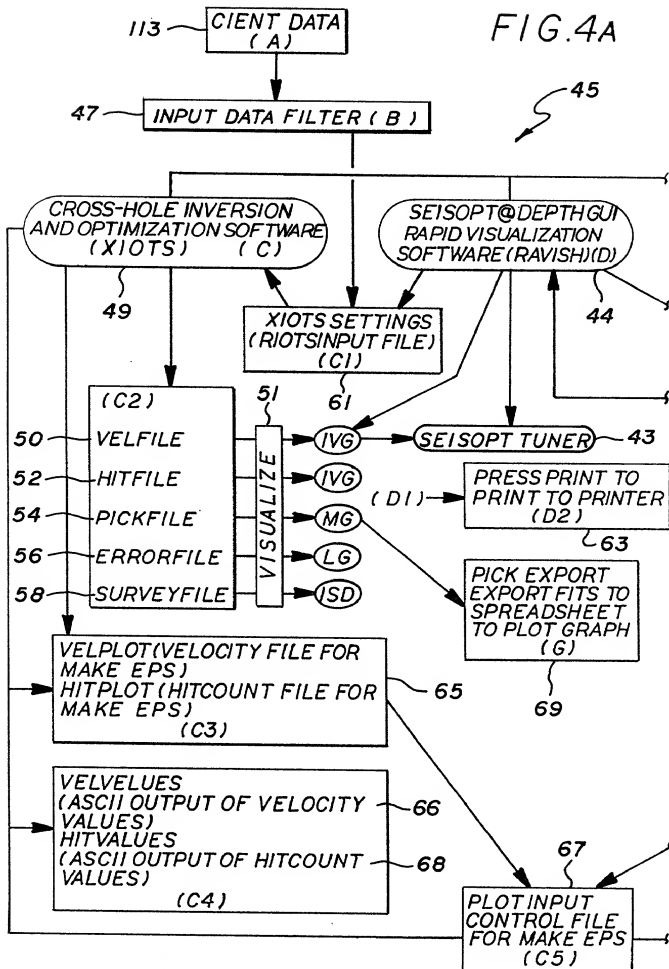 FIG.4A
113
CIENT DATA
(A)
45
47
INPUT DATA FILTER (B)
CROSS-HOLE INVERSION
AND OPTIMIZATION SOFTWARE
(XIOTS) (C)
49
SEISOPT@DEPTH GUI
RAPID VISUALIZATION
SOFTWARE(RAVISH)(D)
44
XIOTS SETTINGS
(RIOTSINPUT FILE)
(C1)
61
(C2)
51
50
VELFILE
IVG
SEISOPT TUNER
43
52
HITFILE
IVG
54
PICKFILE
MG
56
ERRORFILE
LG
58
SURVEYFILE
ISD
VISUALIZE
(D1)
PRESS PRINT TO
PRINT TO PRINTER
(D2)
63
PICK EXPORT
EXPORT FITS TO
SPREADSHEET
TO PLOT GRAPH
(G)
69
VELPLOT(VELOCITY FILE FOR
MAKE EPS)
HITPLOT (HITCOUNT FILE FOR
MAKE EPS)
(C3)
65
VELVELUES
(ASCII OUTPUT OF VELOCITY
VALUES)
HITVALUES
(ASCII OUTPUT OF HITCOUNT
VALUES)
(C4)
66
68
67
PLOT INPUT
CONTROL FILE
FOR MAKE EPS
(C5)